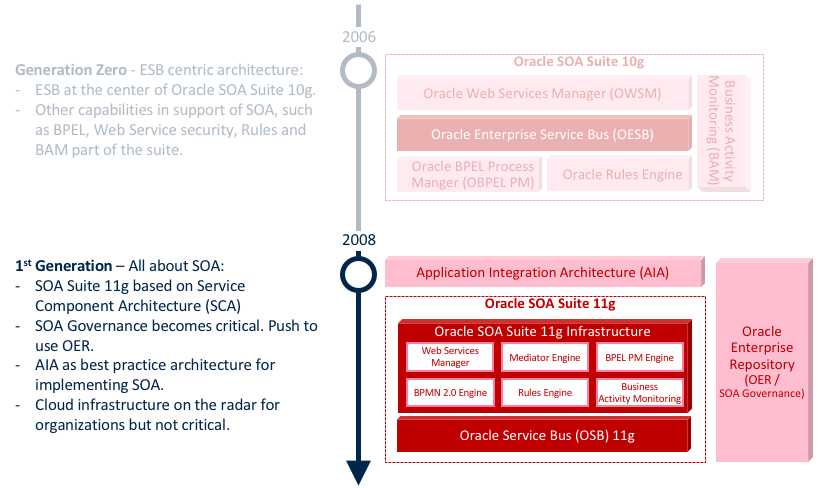 2006
Generation Zero - ESB centric architecture:
- ESB at the center of Oracle SOA Suite 10g.
- Other capabilities in support of SOA, such
as BPEL, Web Service security, Rules and
BAM part of the suite.
Oracle SOA Suite 10g
Oracle Web Services Manager (OWSM)
Oracle Enterprise Service Bus (OESB)
Oracle BPEL Process
Manger (OBPEL PM)
Oracle Rules Engine
Business Activity
Monitoring (BAM)
2008
1st Generation – All about SOA:
- SOA Suite 11g based on Service
Component Architecture (SCA)
- SOA Governance becomes critical. Push to
use OER.
- AIA as best practice architecture for
implementing SOA.
- Cloud infrastructure on the radar for
organizations but not critical.
Application Integration Architecture (AIA)
Oracle SOA Suite 11g
Oracle SOA Suite 11g Infrastructure
Web Services
Manager
Mediator Engine
BPEL PM Engine
BPMN 2.0 Engine
Rules Engine
Business
Activity Monitoring
Oracle Service Bus (OSB) 11g
Oracle
Enterprise
Repository
(OER /
SOA Governance)